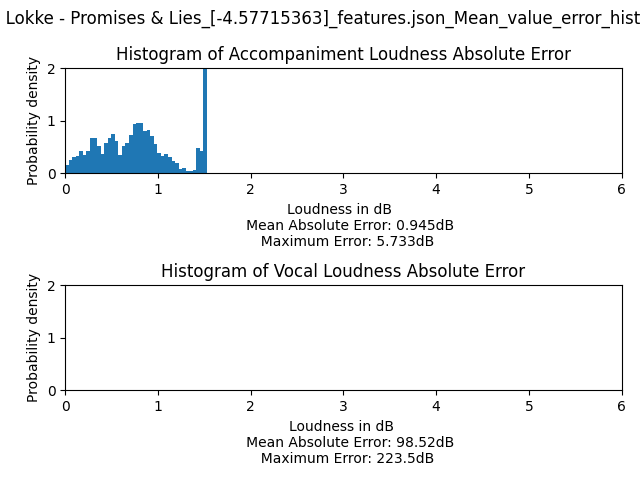 Lokke - Promises & Lies_[-4.57715363]_features.json_Mean_value_error_hist
Histogram of Accompaniment Loudness Absolute Error
Probability density
2
1
0
0 1 2 3 4 5 6
Loudness in dB
Mean Absolute Error: 0.945dB
Maximum Error: 5.733dB
Histogram of Vocal Loudness Absolute Error
Probability density
2
1
0
0 1 2 3 4 5 6
Loudness in dB
Mean Absolute Error: 98.52dB
Maximum Error: 223.5dB